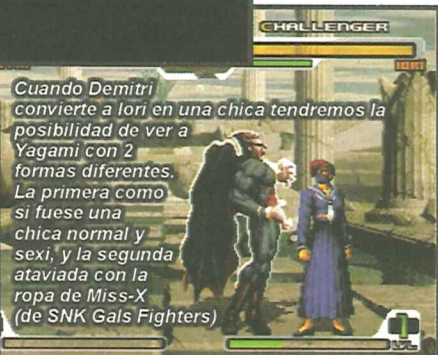 CHALLENGER
IORI
Cuando Demitri
convierte a Iori en una chica tendremos la
posibilidad de ver a
Yagami con 2
formas diferentes.
La primera como
si fuese una
chica normal y
sexi, y la segunda
ataviada con la
ropa de Miss-X
(de SNK Gals Fighters)